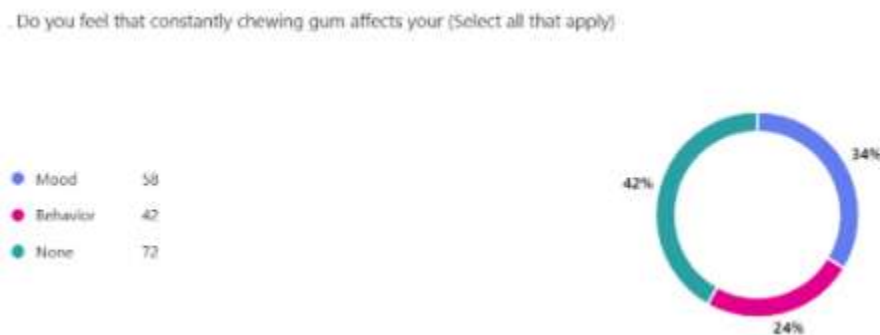 . Do you feel that constantly chewing gum affects your (Select all that apply)
34%
42%
Mood 58
Behavior 42
None 72
24%